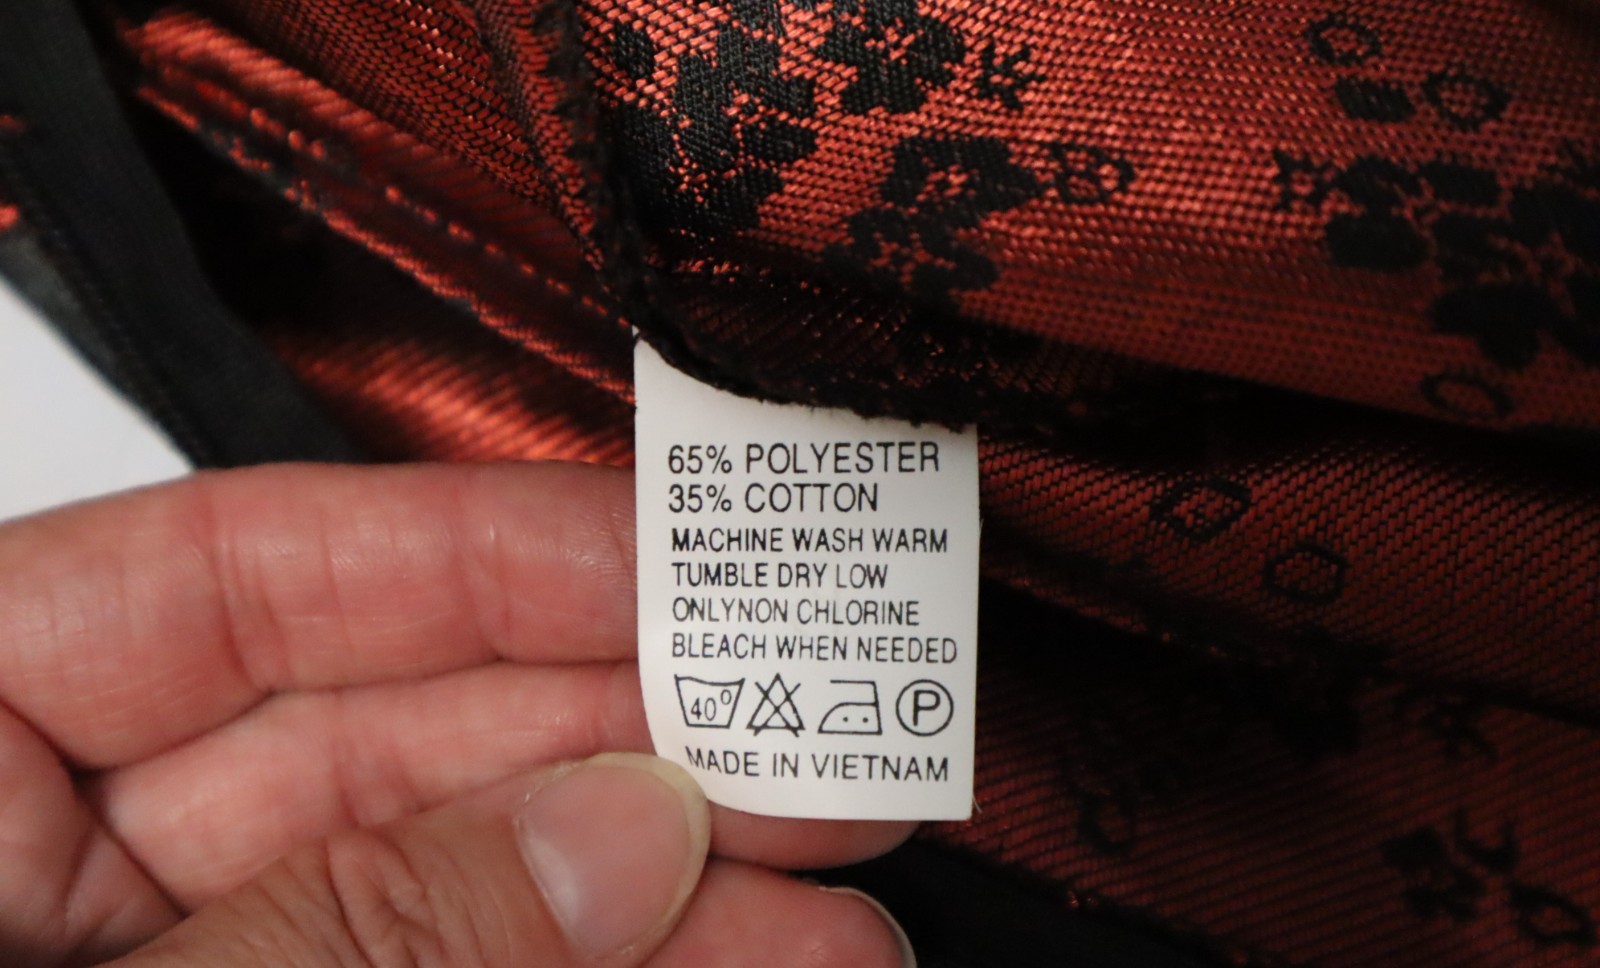 65% POLYESTER
35% COTTON
MACHINE WASH WARM
TUMBLE DRY LOW
ONLYNON CHLORINE
BLEACH WHEN NEEDED
40° P
MADE IN VIETNAM